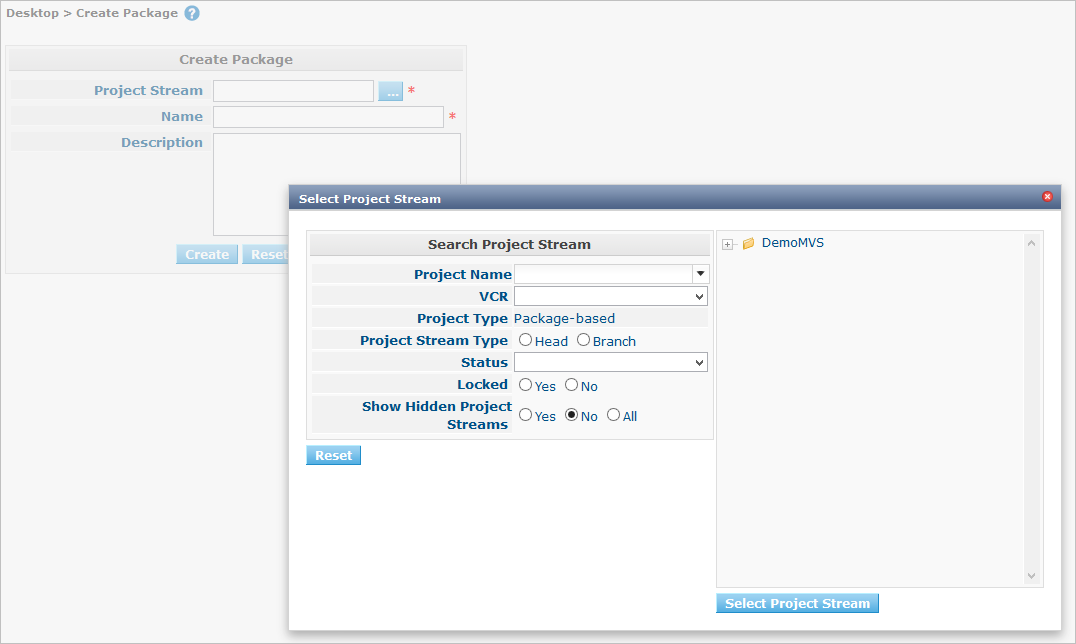 Desktop > Create Package ?
Create Package
Project Stream ... *
Name *
Description
Create Reset
Select Project Stream
Search Project Stream
Project Name
VCR
Project Type Package-based
Project Stream Type Head Branch
Status
Locked Yes No
Show Hidden Project
Streams Yes No All
Reset
DemoMVS
Select Project Stream